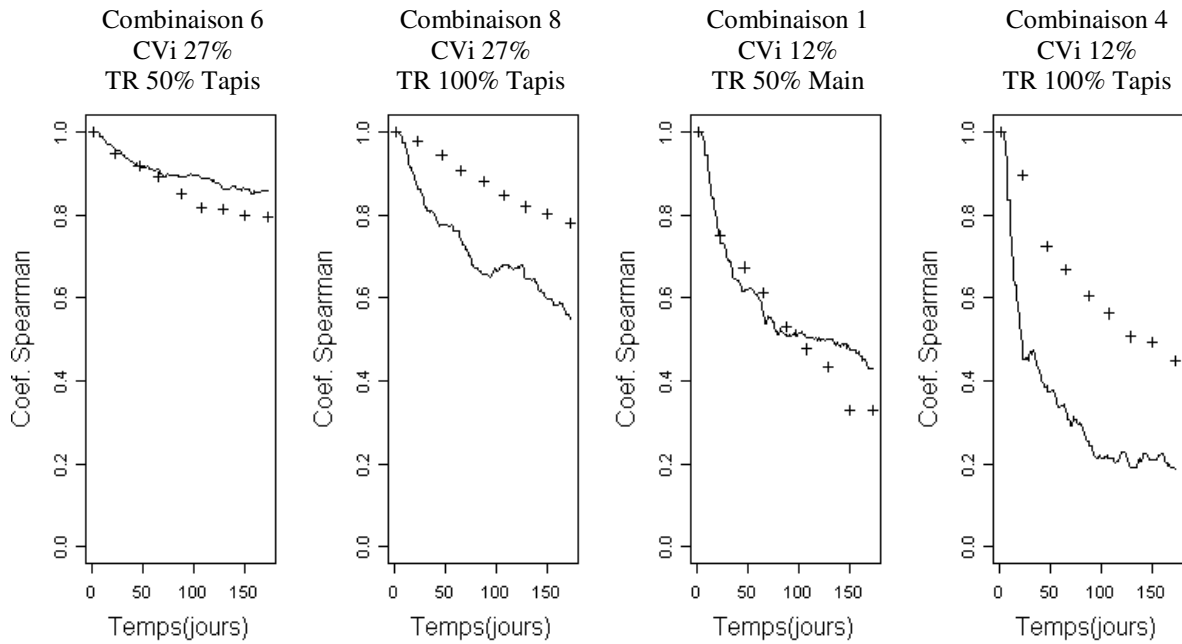 Combinaison 6
CVi 27%
TR 50% Tapis
Combinaison 8
CVi 27%
TR 100% Tapis
Combinaison 1
CVi 12%
TR 50% Main
Combinaison 4
CVi 12%
TR 100% Tapis
Coef. Spearman
1.0
0.8
0.6
0.4
0.2
0.0
0 50 100 150
Temps(jours)
Coef. Spearman
1.0
0.8
0.6
0.4
0.2
0.0
0 50 100 150
Temps(jours)
Coef. Spearman
1.0
0.8
0.6
0.4
0.2
0.0
0 50 100 150
Temps(jours)
Coef. Spearman
1.0
0.8
0.6
0.4
0.2
0.0
0 50 100 150
Temps(jours)